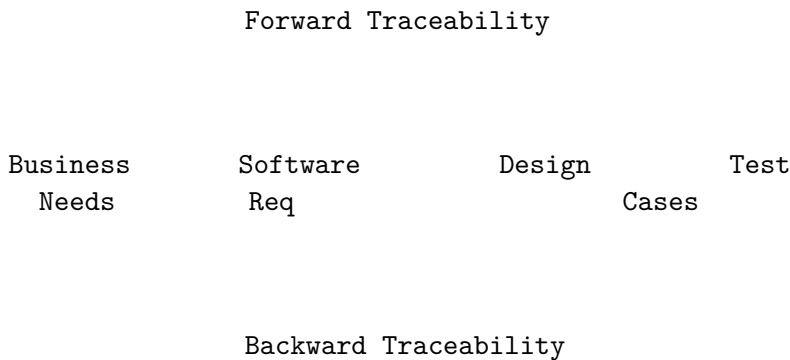 Forward Traceability
Business Software Design Test
Needs Req Cases
Backward Traceability